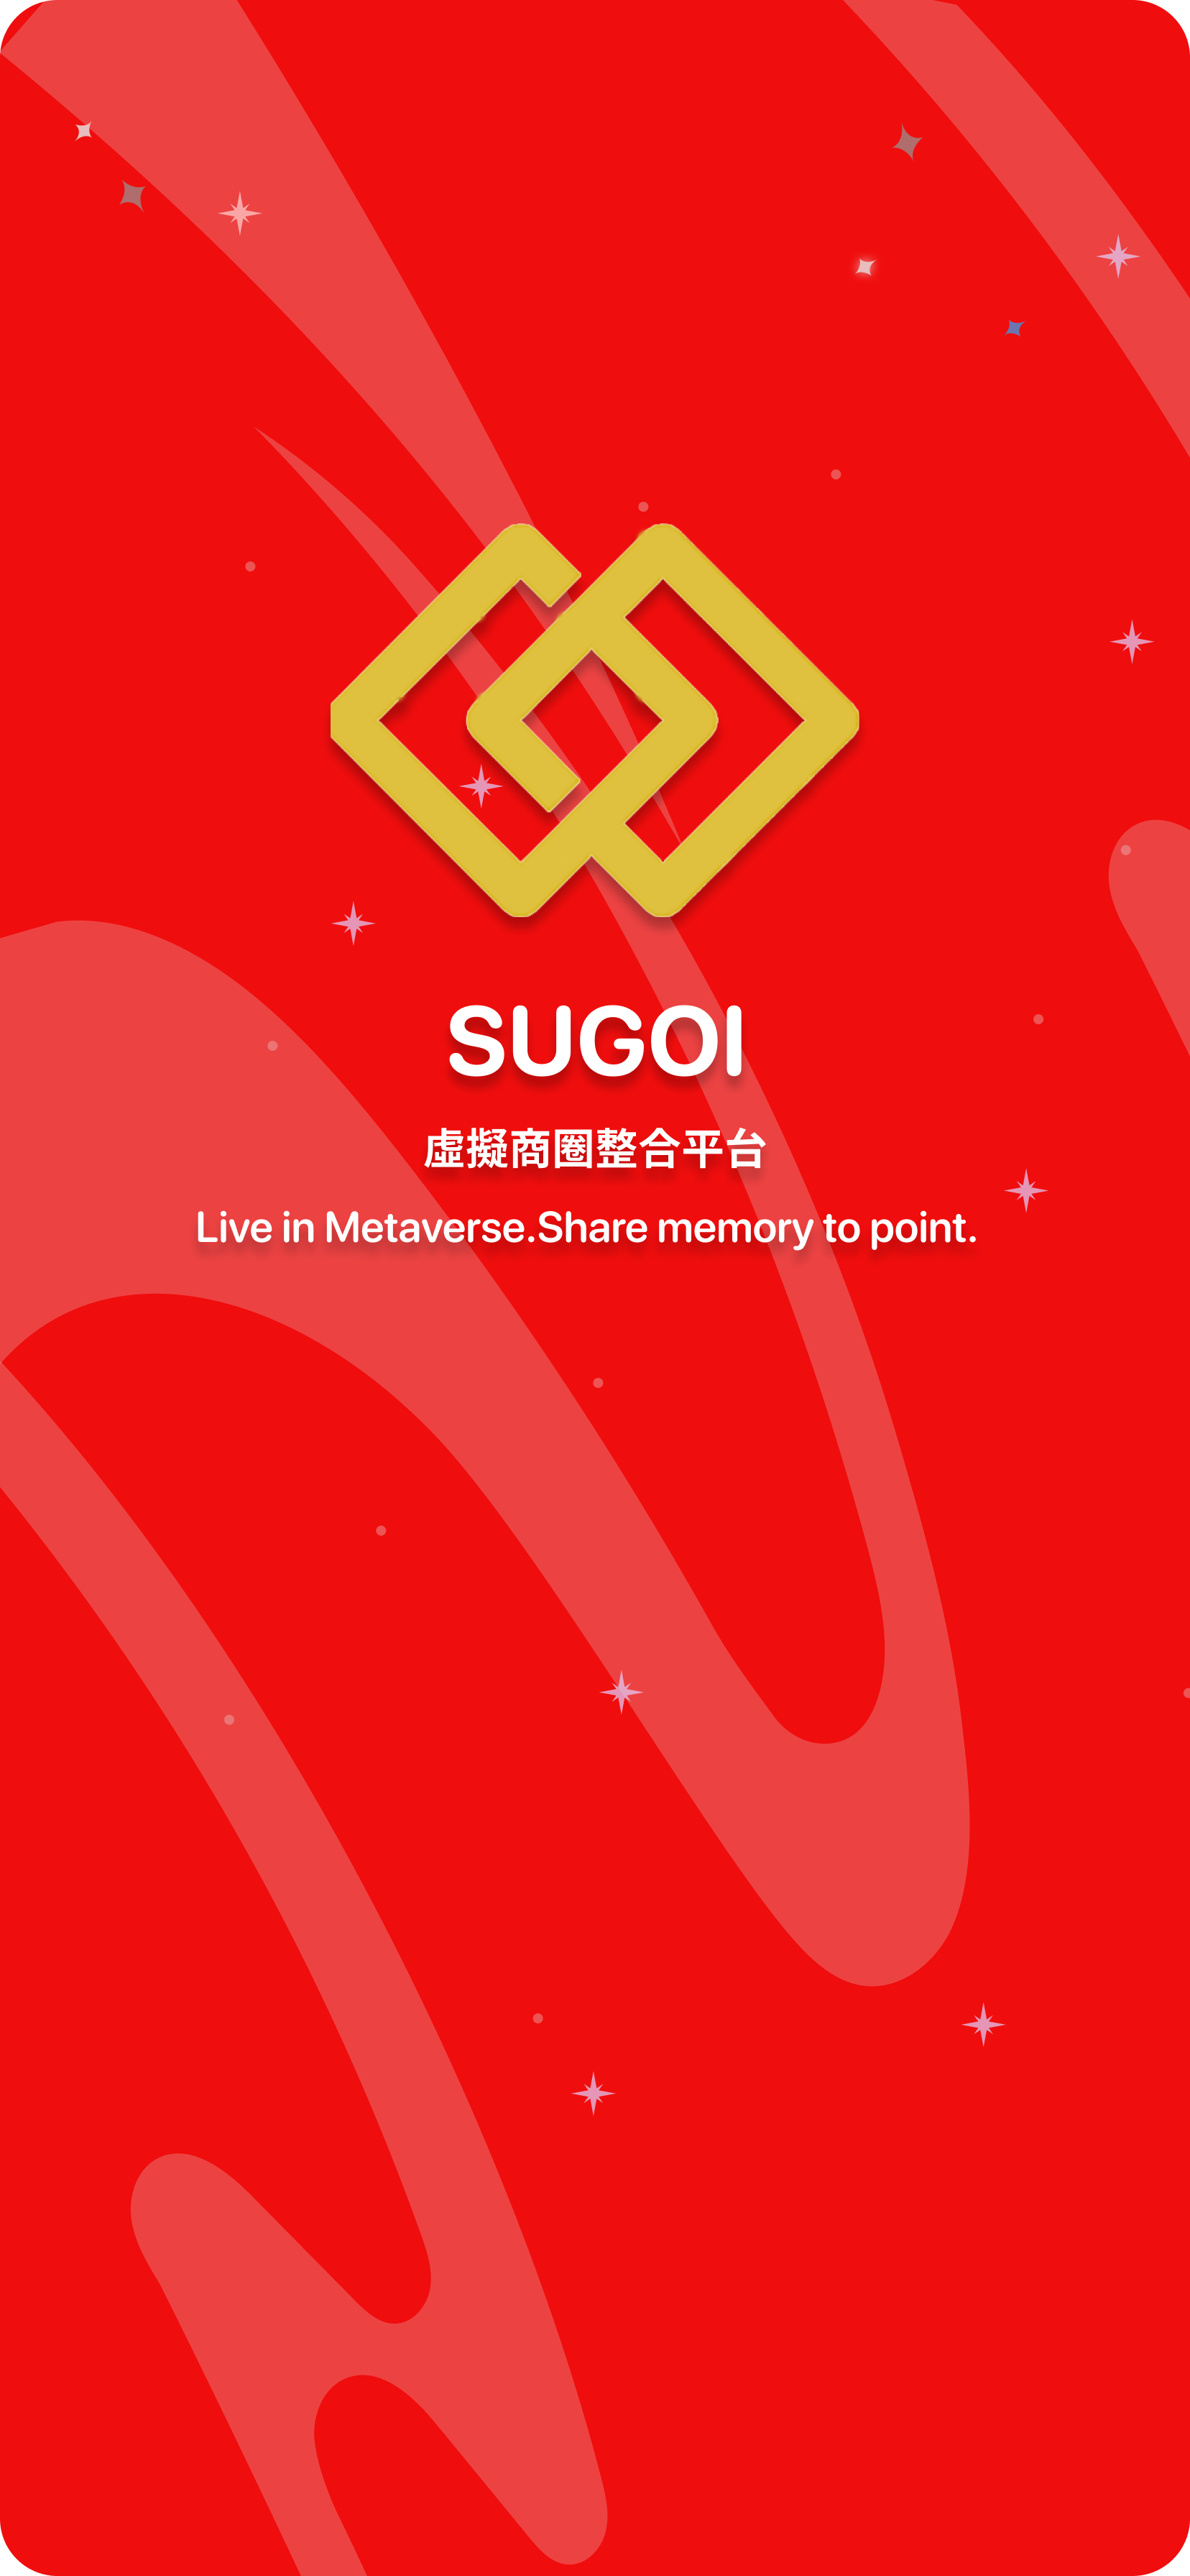 SUGOI
虛擬商圈整合平台
Live in Metaverse.Share memory to point.